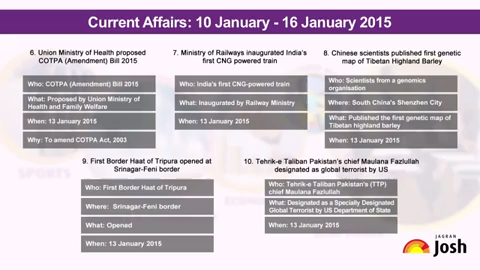 Current Affairs: 10 January - 16 January 2015
6. Union Ministry of Health proposed
COTPA (Amendment) Bill 2015
Who: COTPA (Amendment) Bill 2015
What: Proposed by Union Ministry of
Health and Family Welfare
When: 13 January 2015
Why: To amend COTPA Act, 2003
7. Ministry of Railways inaugurated India's
first CNG powered train
Who: India's first CNG-powered train
What: Inaugurated by Railway Ministry
When: 13 January 2015
8. Chinese scientists published first genetic
map of Tibetan Highland Barley
Who: Scientists from a genomics
organisation
Where: South China's Shenzhen City
What: Published the first genetic map of
Tibetan highland barley
When: 13 January 2015
9. First Border Haat of Tripura opened at
Srinagar-Feni border
Who: First Border Haat of Tripura
Where: Srinagar-Feni border
What: Opened
When: 13 January 2015
10. Tehrik-e Taliban Pakistan's chief Maulana Fazlullah
designated as global terrorist by US
Who: Tehrik-e Taliban Pakistan's (TTP)
chief Maulana Fazlullah
What: Designated as a Specially Designated
Global Terrorist by US Department of State
When: 13 January 2015
JAGRAN
Josh